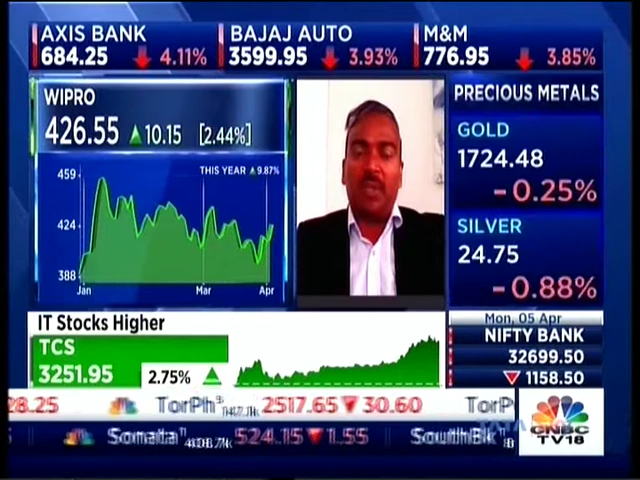 AXIS BANK
684.25 4.11%
BAJAJ AUTO
3599.95 3.93%
M&M
776.95 3.85%
WIPRO
426.55 10.15 [2.44%]
THIS YEAR 9.87%
459
424
388
Jan Mar Apr
PRECIOUS METALS
GOLD
1724.48
-0.25%
SILVER
24.75
-0.88%
IT Stocks Higher
TCS
3251.95 2.75%
Mon, 05 Apr
NIFTY BANK
32699.50
1158.50
28.25 TorPh 2517.65 30.60 TorP
Somata 524.15 1.55 SouthBk
CNBC
TV18